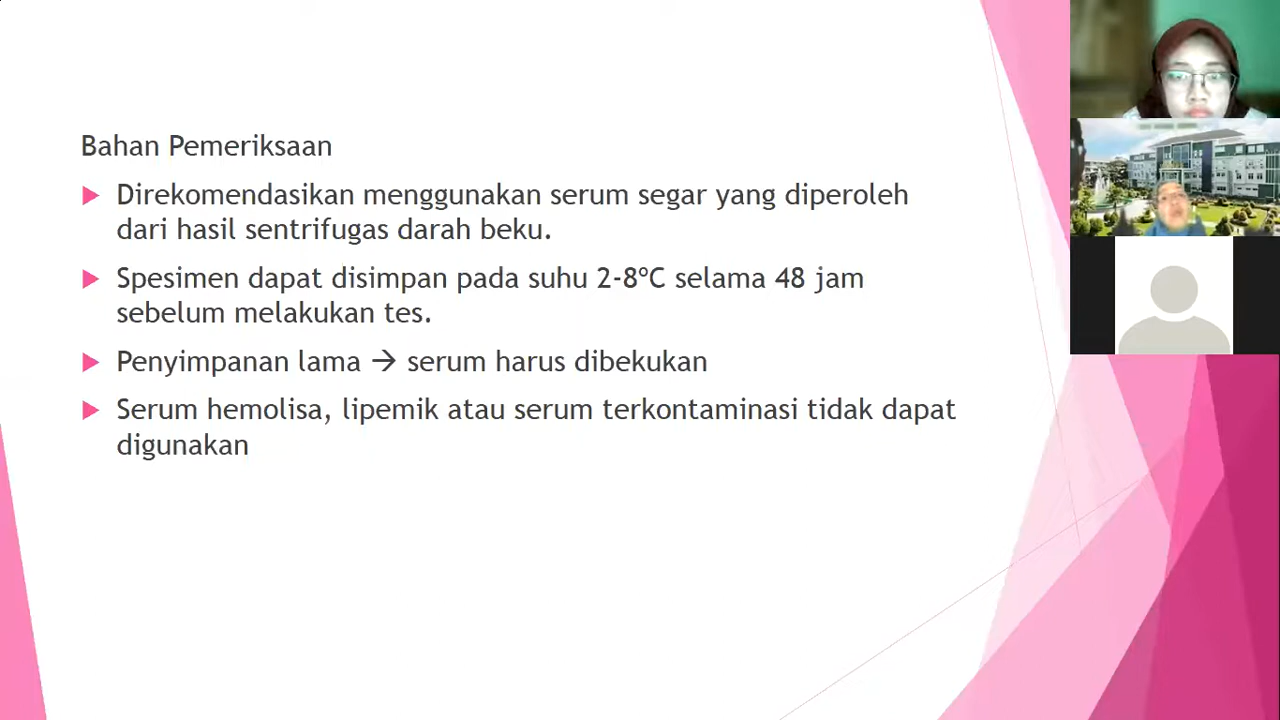 Bahan Pemeriksaan
Direkomendasikan menggunakan serum segar yang diperoleh
dari hasil sentrifugas darah beku.
Spesimen dapat disimpan pada suhu 2-8°C selama 48 jam
sebelum melakukan tes.
Penyimpanan lama → serum harus dibekukan
Serum hemolisa, lipemik atau serum terkontaminasi tidak dapat
digunakan